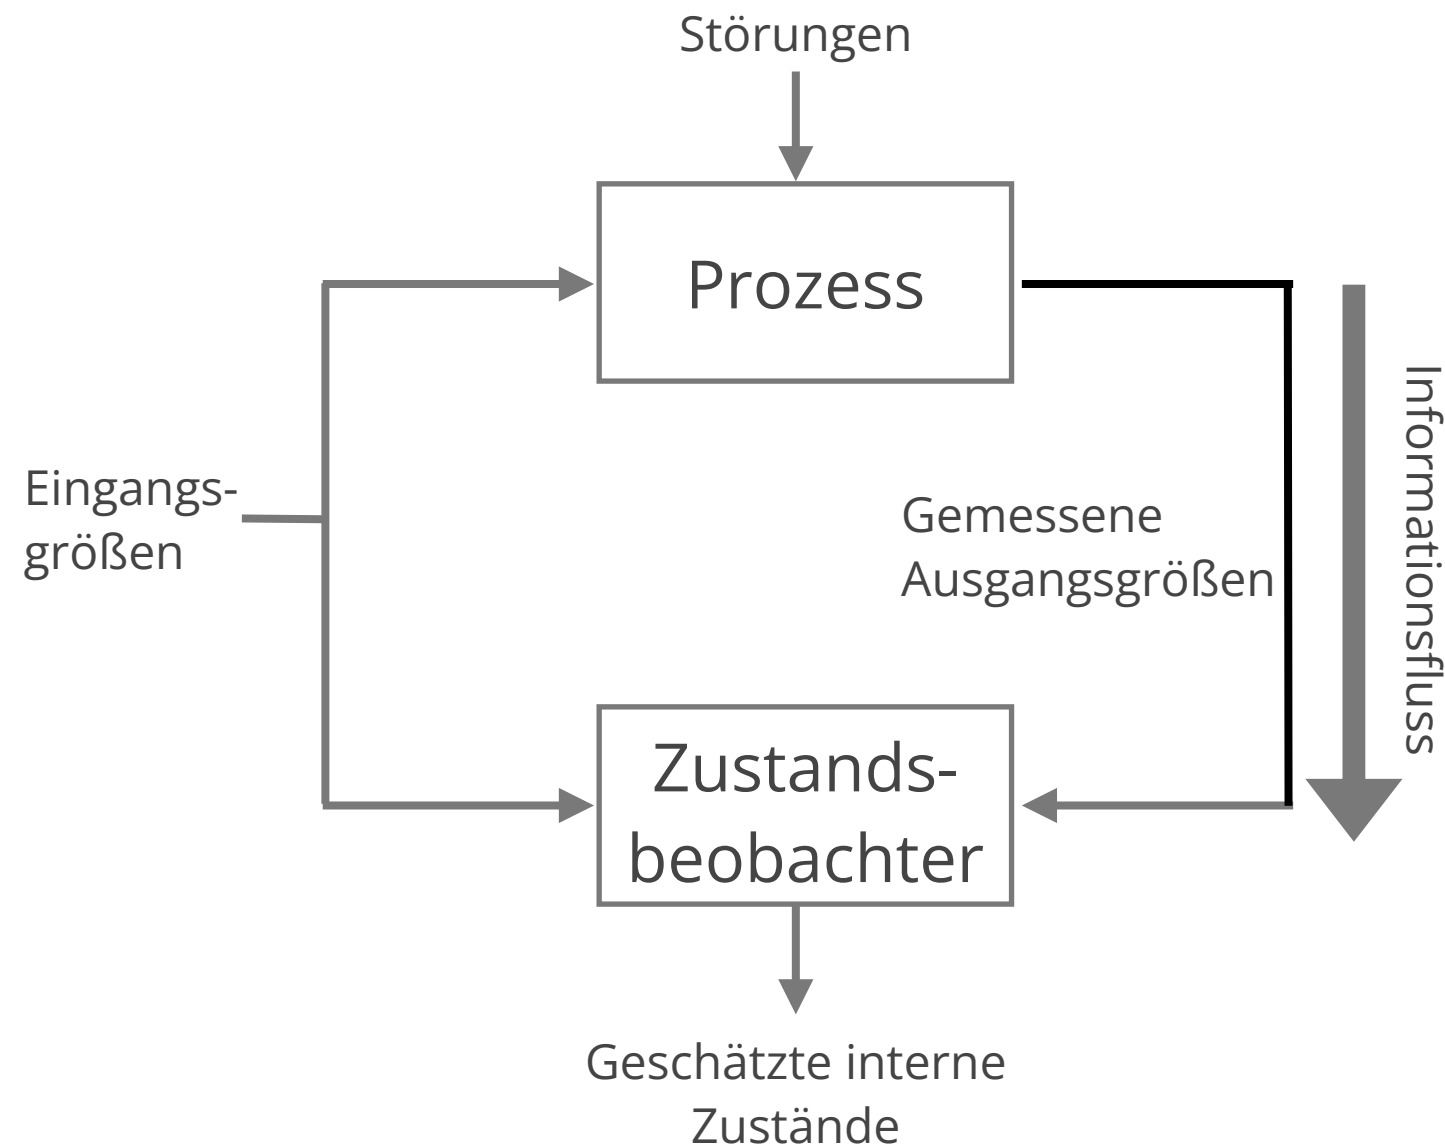 Störungen
Prozess
Eingangs-
größen
Gemessene
Ausgangsgrößen
Informationsfluss
Zustands-
beobachter
Geschätzte interne
Zustände